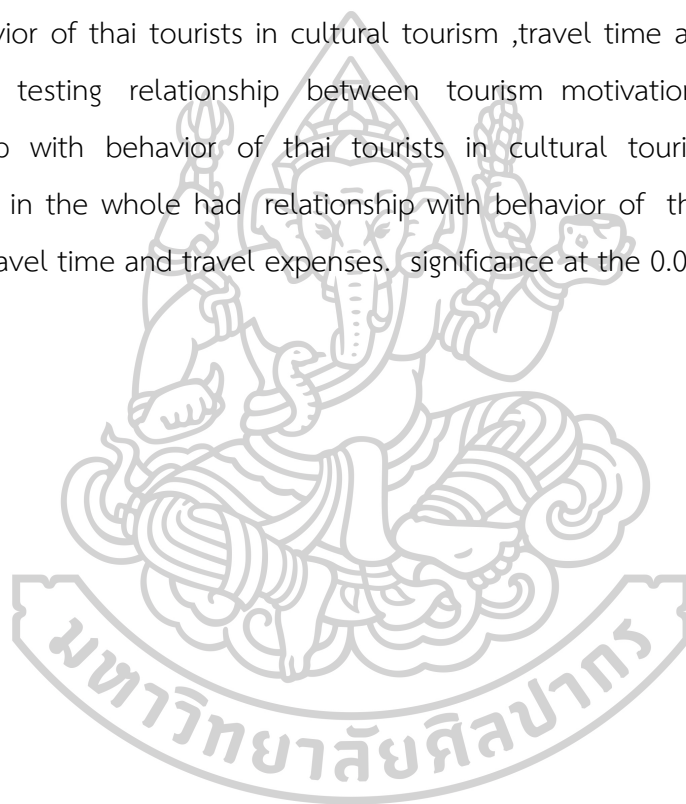 vior of thai tourists in cultural tourism ,travel time a
testing relationship between tourism motivation
with behavior of thai tourists in cultural touri
in the whole had relationship with behavior of th
avel time and travel expenses. significance at the 0.0
มหาวิทยาลัยศิลปากร